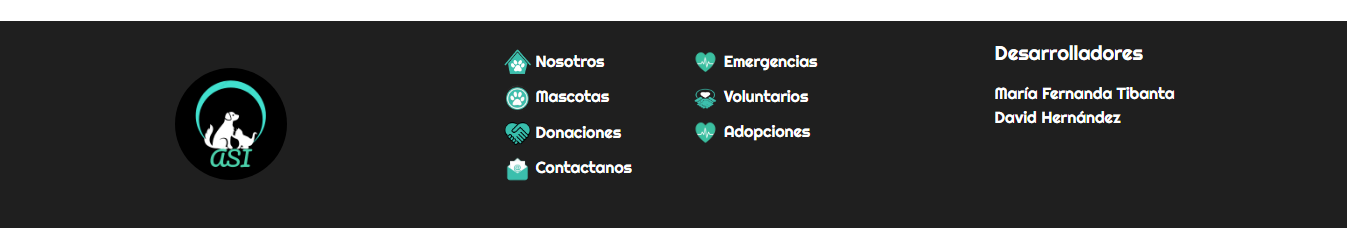 asi
Nosotros
Mascotas
Donaciones
Contactanos
Emergencias
Voluntarios
Adopciones
Desarrolladores
María Fernanda Tibanta
David Hernández